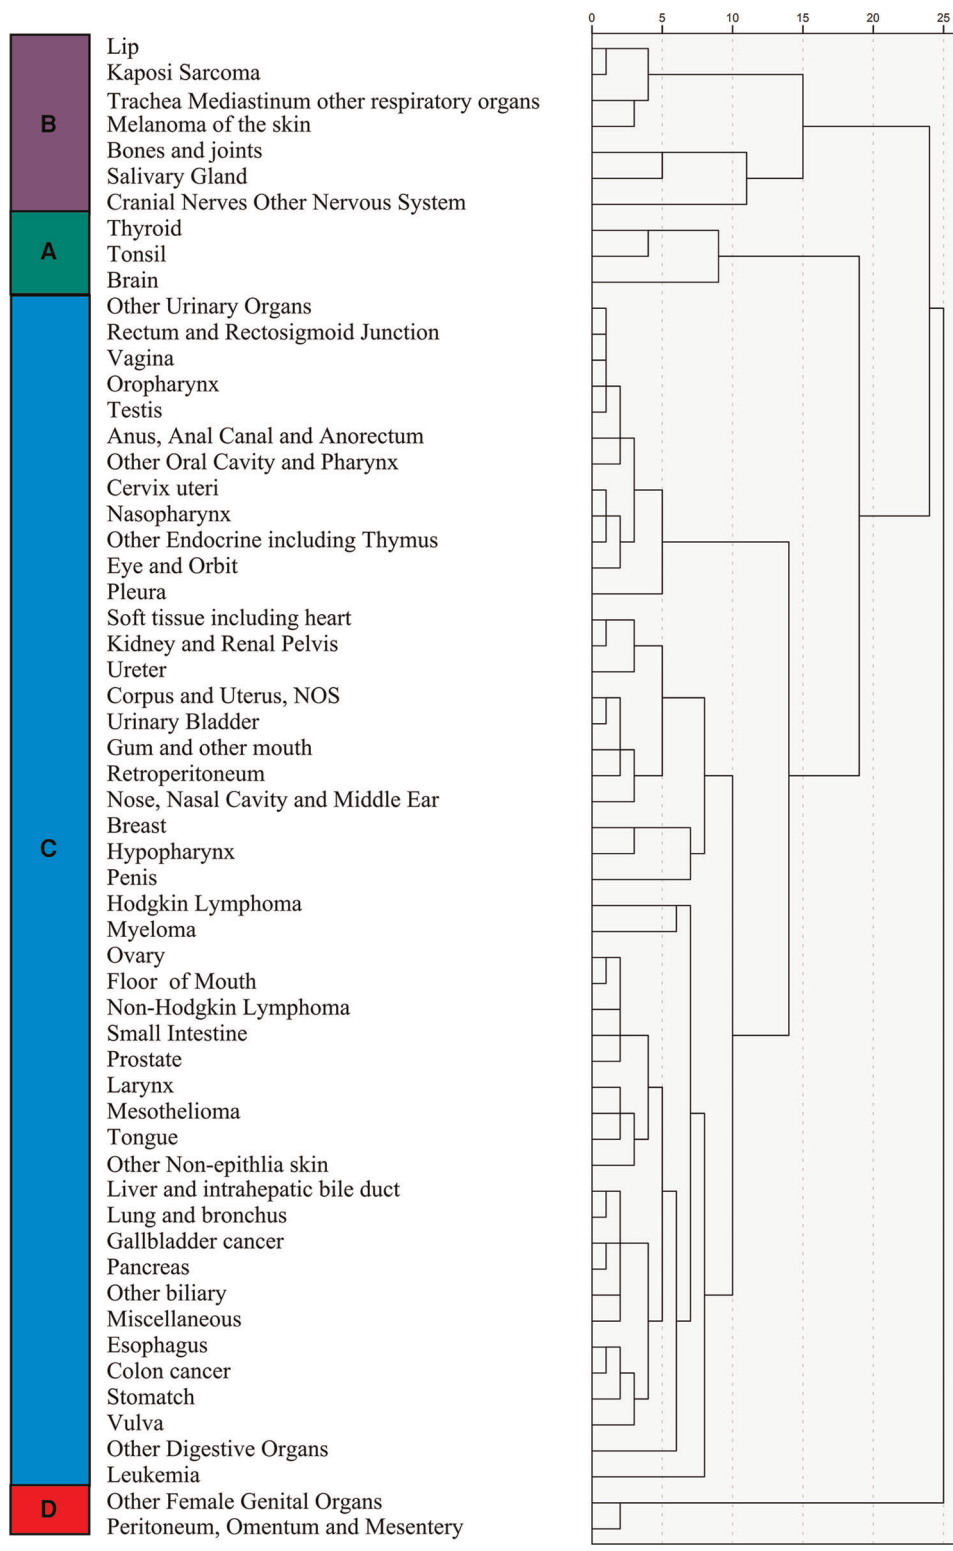 0 5 10 15 20 25
Lip
Kaposi Sarcoma
Trachea Mediastinum other respiratory organs
B
Melanoma of the skin
Bones and joints
Salivary Gland
Cranial Nerves Other Nervous System
Thyroid
A
Tonsil
Brain
Other Urinary Organs
Rectum and Rectosigmoid Junction
Vagina
Oropharynx
Testis
Anus, Anal Canal and Anorectum
Other Oral Cavity and Pharynx
Cervix uteri
Nasopharynx
Other Endocrine including Thymus
Eye and Orbit
Pleura
Soft tissue including heart
Kidney and Renal Pelvis
Ureter
Corpus and Uterus, NOS
Urinary Bladder
Gum and other mouth
Retroperitoneum
Nose, Nasal Cavity and Middle Ear
Breast
C
Hypopharynx
Penis
Hodgkin Lymphoma
Myeloma
Ovary
Floor of Mouth
Non-Hodgkin Lymphoma
Small Intestine
Prostate
Larynx
Mesothelioma
Tongue
Other Non-epithlia skin
Liver and intrahepatic bile duct
Lung and bronchus
Gallbladder cancer
Pancreas
Other biliary
Miscellaneous
Esophagus
Colon cancer
Stomatch
Vulva
Other Digestive Organs
Leukemia
Other Female Genital Organs
D
Peritoneum, Omentum and Mesentery